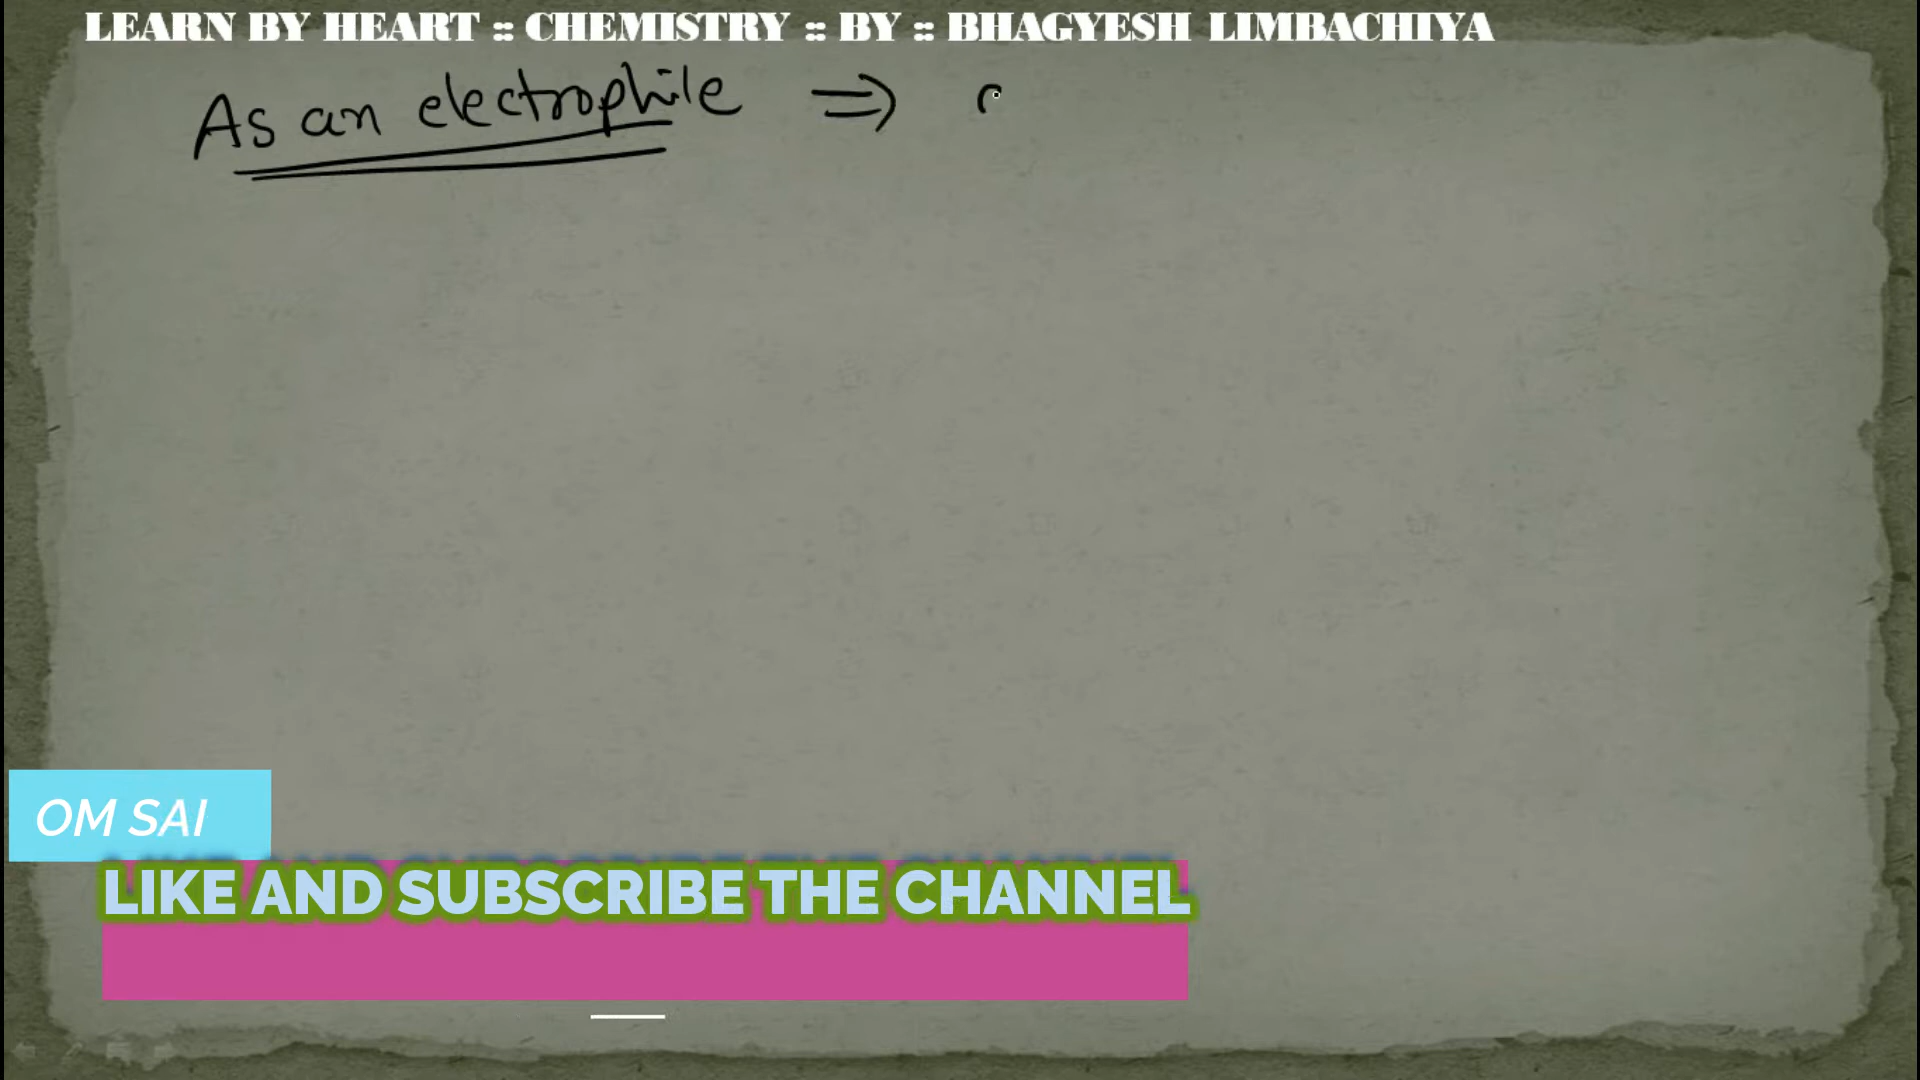 LEARN BY HEART :: CHEMISTRY :: BY :: BHAGYESH LIMBACHIYA
As an electrophile ⇒
OM SAI
LIKE AND SUBSCRIBE THE CHANNEL